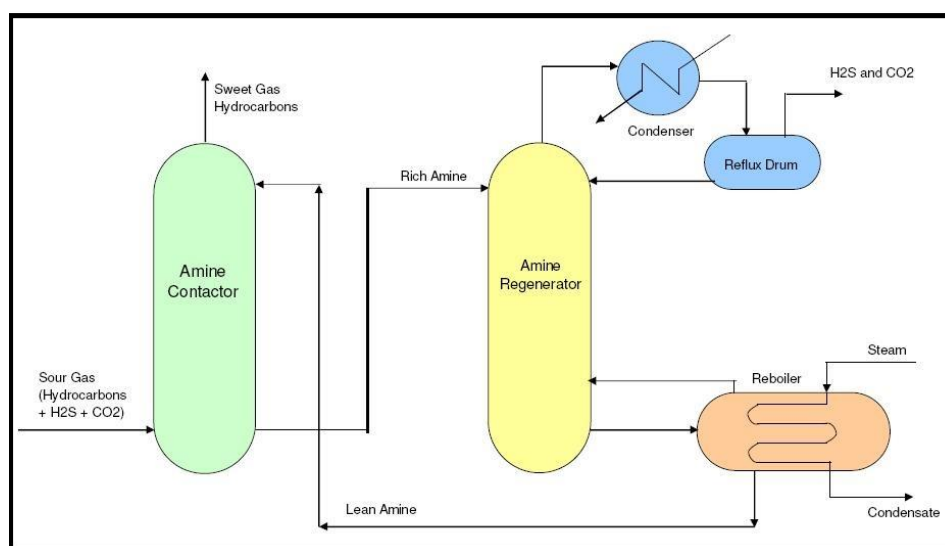 Sweet Gas
Hydrocarbons
Condenser
H2S and CO2
Reflux Drum
Rich Amine
Amine
Contactor
Amine
Regenerator
Sour Gas
(Hydrocarbons
+ H2S + CO2)
Steam
Reboiler
Lean Amine
Condensate